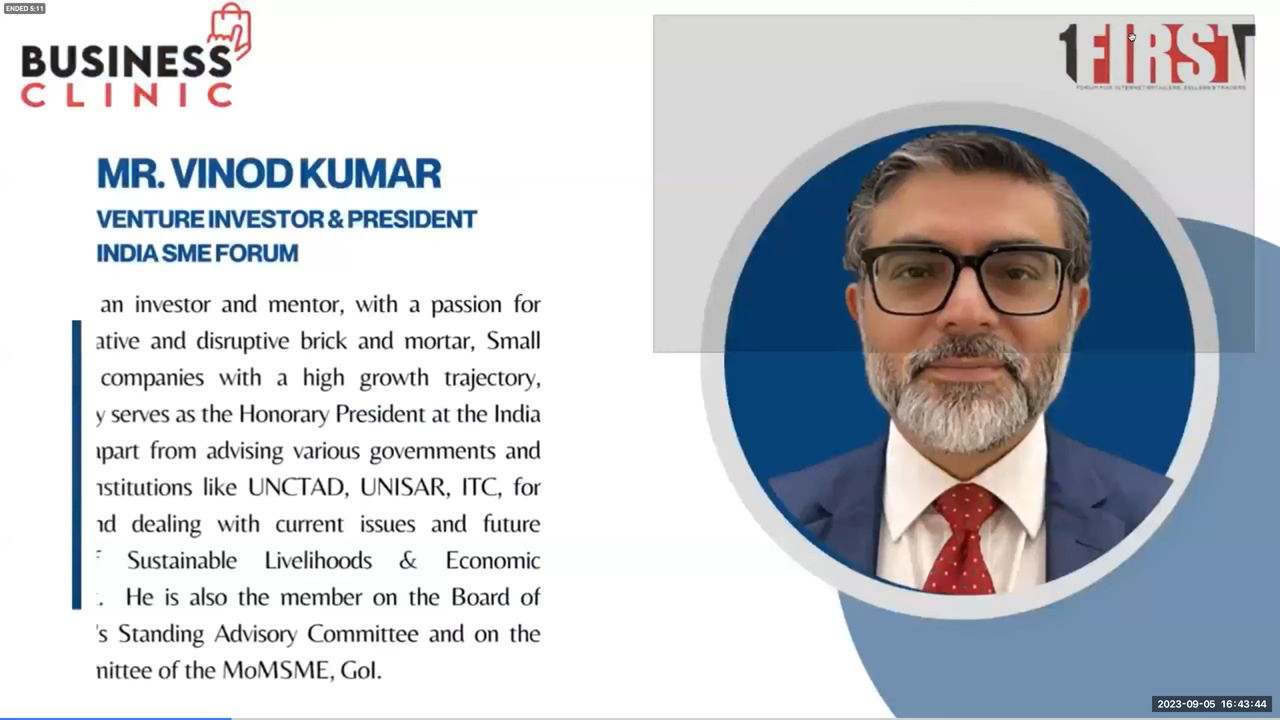 ENDED 5:11
BUSINESS
CLINIC
1FIRST
MR. VINOD KUMAR
VENTURE INVESTOR & PRESIDENT
INDIA SME FORUM
an investor and mentor, with a passion for
ative and disruptive brick and mortar, Small
companies with a high growth trajectory,
y serves as the Honorary President at the India
apart from advising various governments and
nstitutions like UNCTAD, UNISAR, ITC, for
nd dealing with current issues and future
Sustainable Livelihoods & Economic
. He is also the member on the Board of
's Standing Advisory Committee and on the
mittee of the MoMSME, GoI.
2023-09-05 16:43:44